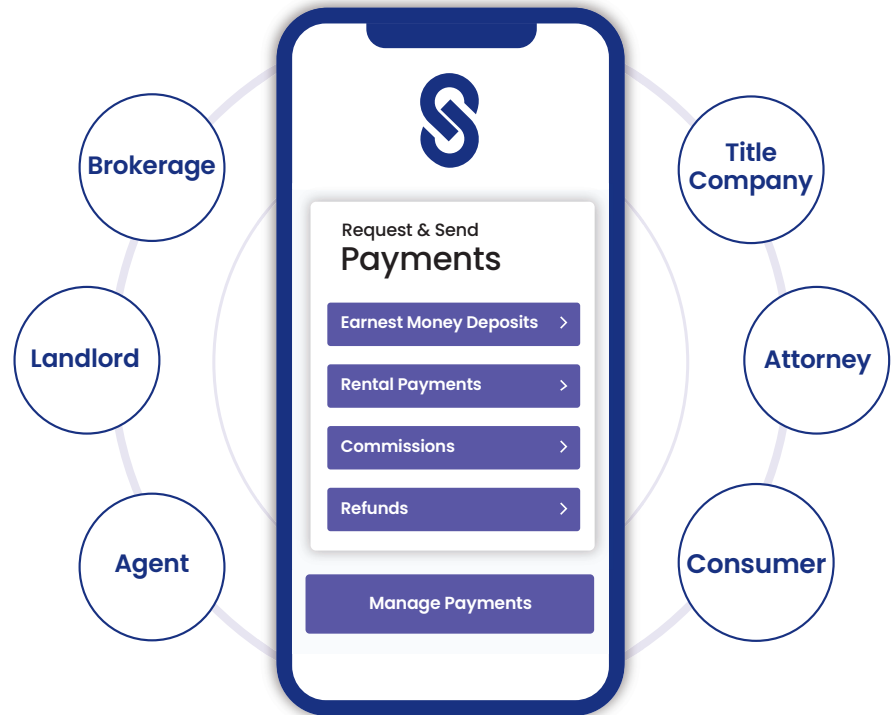 Brokerage
Landlord
Agent
Request & Send
Payments
Earnest Money Deposits
Rental Payments
Commissions
Refunds
Manage Payments
Title
Company
Attorney
Consumer